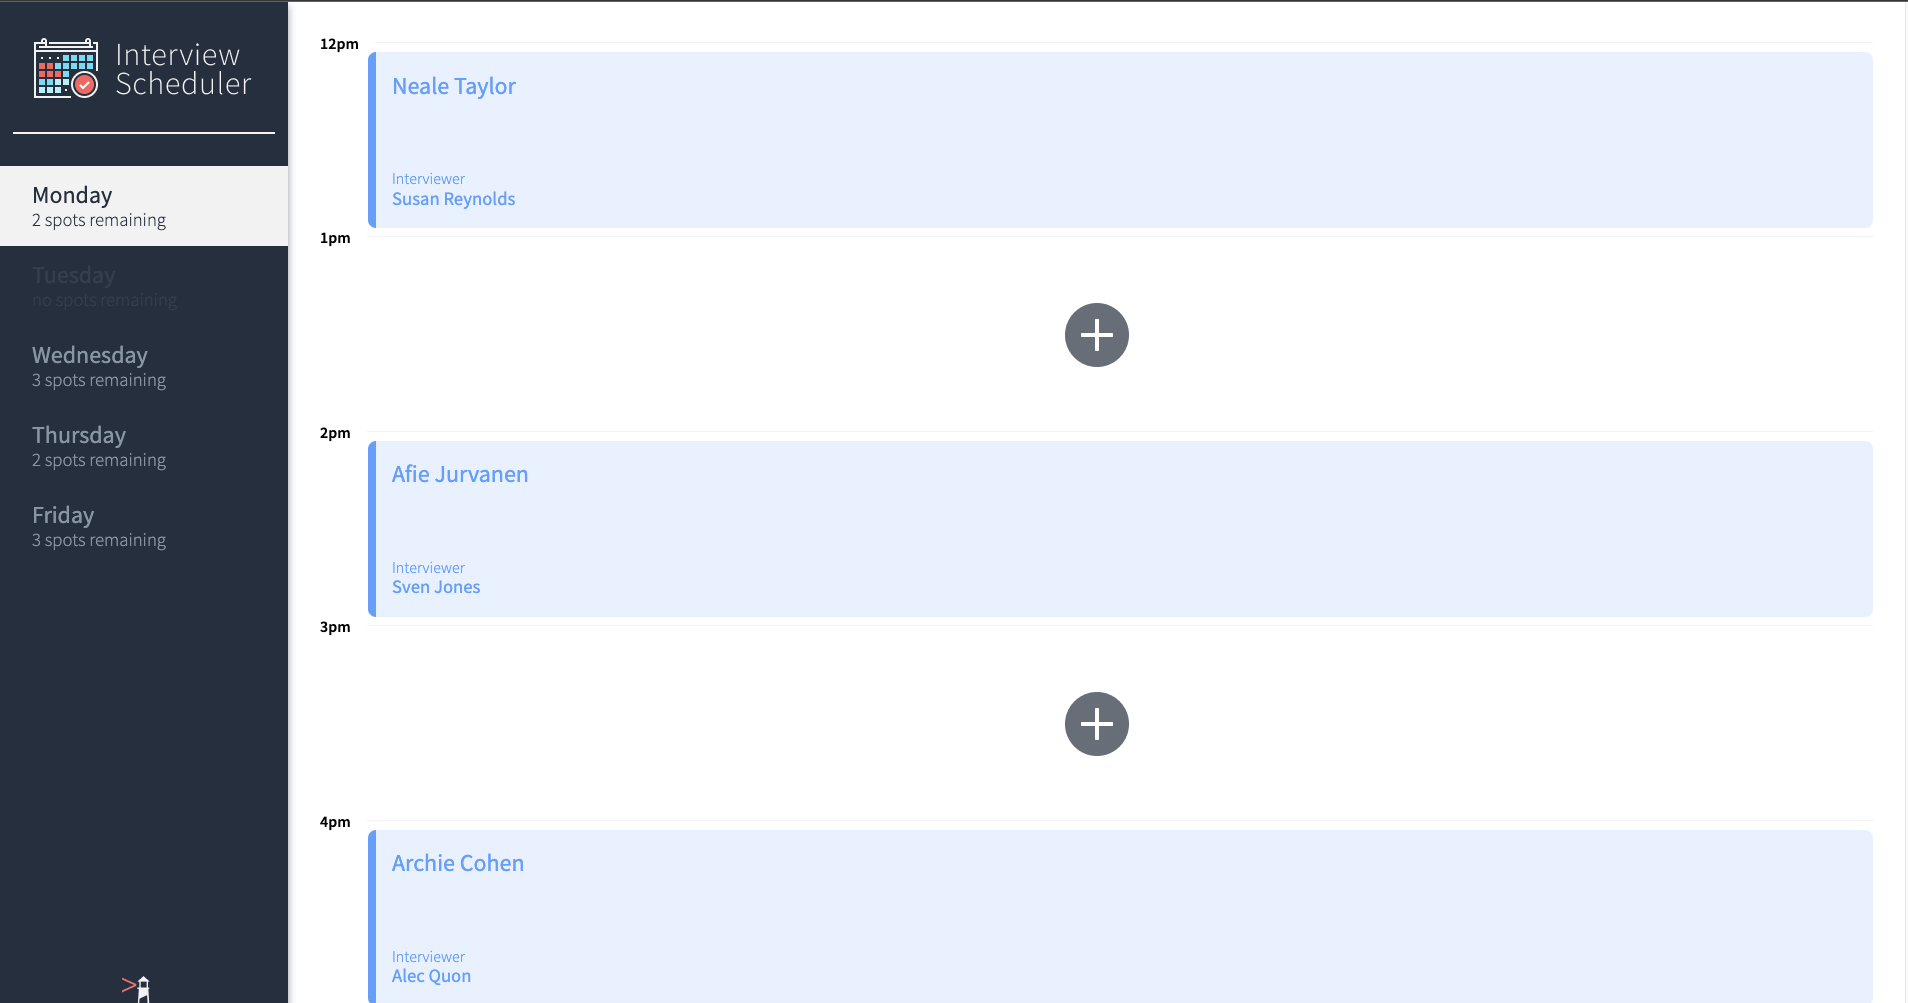 Interview
Scheduler
Monday
2 spots remaining
Tuesday
no spots remaining
Wednesday
3 spots remaining
Thursday
2 spots remaining
Friday
3 spots remaining
12pm
Neale Taylor
Interviewer
Susan Reynolds
1pm
2pm
Afie Jurvanen
Interviewer
Sven Jones
3pm
4pm
Archie Cohen
Interviewer
Alec Quon